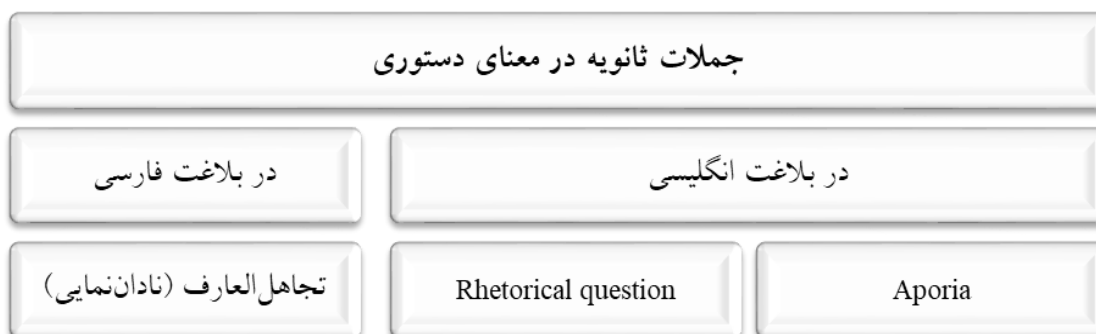 جملات ثانویه در معنای دستوری
در بلاغت انگلیسی
در بلاغت فارسی
Aporia
Rhetorical question
تجاهل‌العارف (نادان‌نمایی)